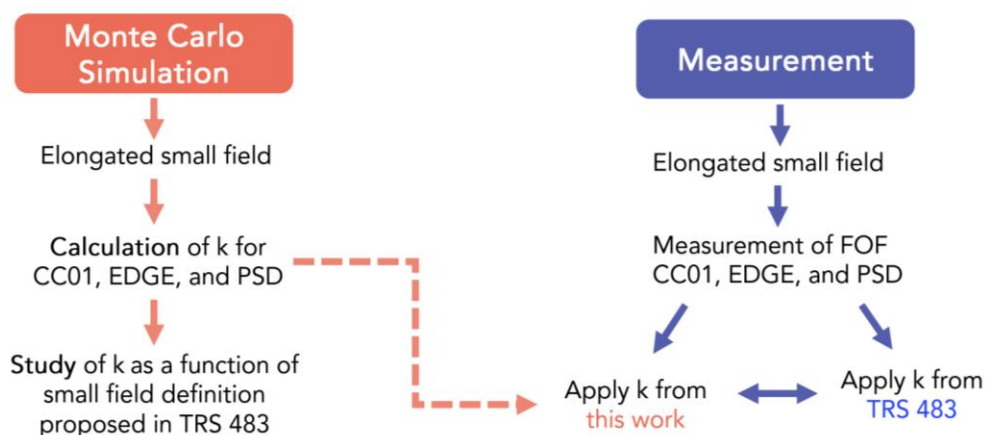 Monte Carlo
Simulation
Elongated small field
Calculation of k for
CC01, EDGE, and PSD
Study of k as a function of
small field definition
proposed in TRS 483
Measurement
Elongated small field
Measurement of FOF
CC01, EDGE, and PSD
Apply k from
this work
Apply k from
TRS 483